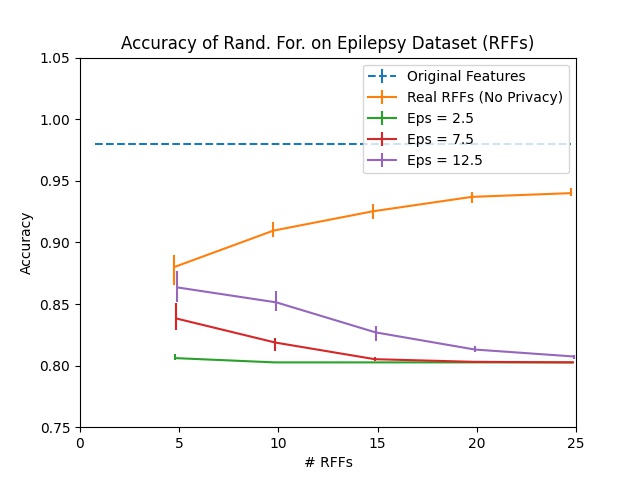 Accuracy of Rand. For. on Epilepsy Dataset (RFFs)
1.05
1.00
0.95
0.90
0.85
0.80
0.75
Accuracy
Original Features
Real RFFs (No Privacy)
Eps = 2.5
Eps = 7.5
Eps = 12.5
0 5 10 15 20 25
# RFFs